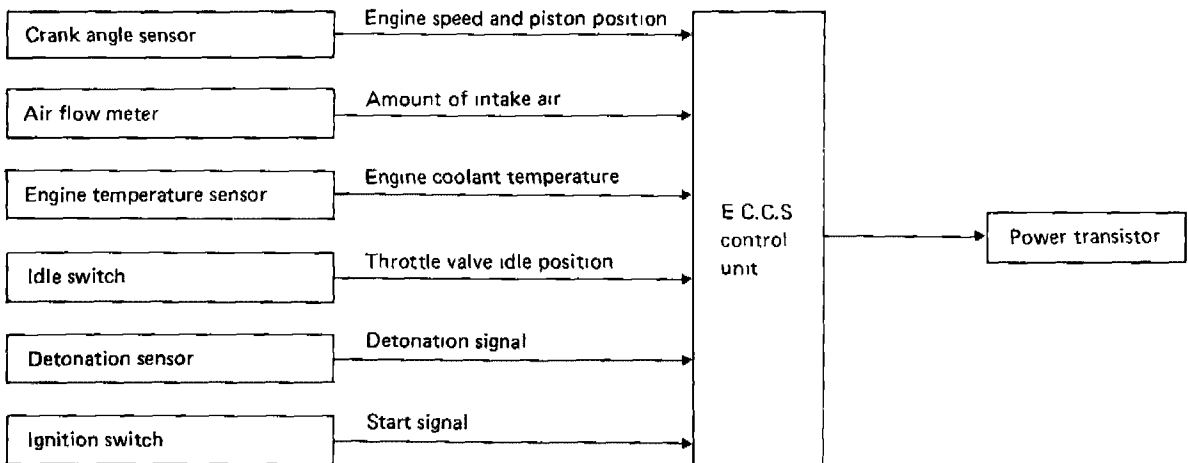 Crank angle sensor
Engine speed and piston position
Air flow meter
Amount of intake air
Engine temperature sensor
Engine coolant temperature
Idle switch
Throttle valve idle position
Detonation sensor
Detonation signal
Ignition switch
Start signal
E C.C.S
control
unit
Power transistor